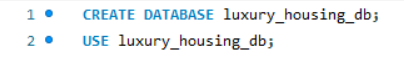 1 CREATE DATABASE luxury_housing_db;
2 USE luxury_housing_db;